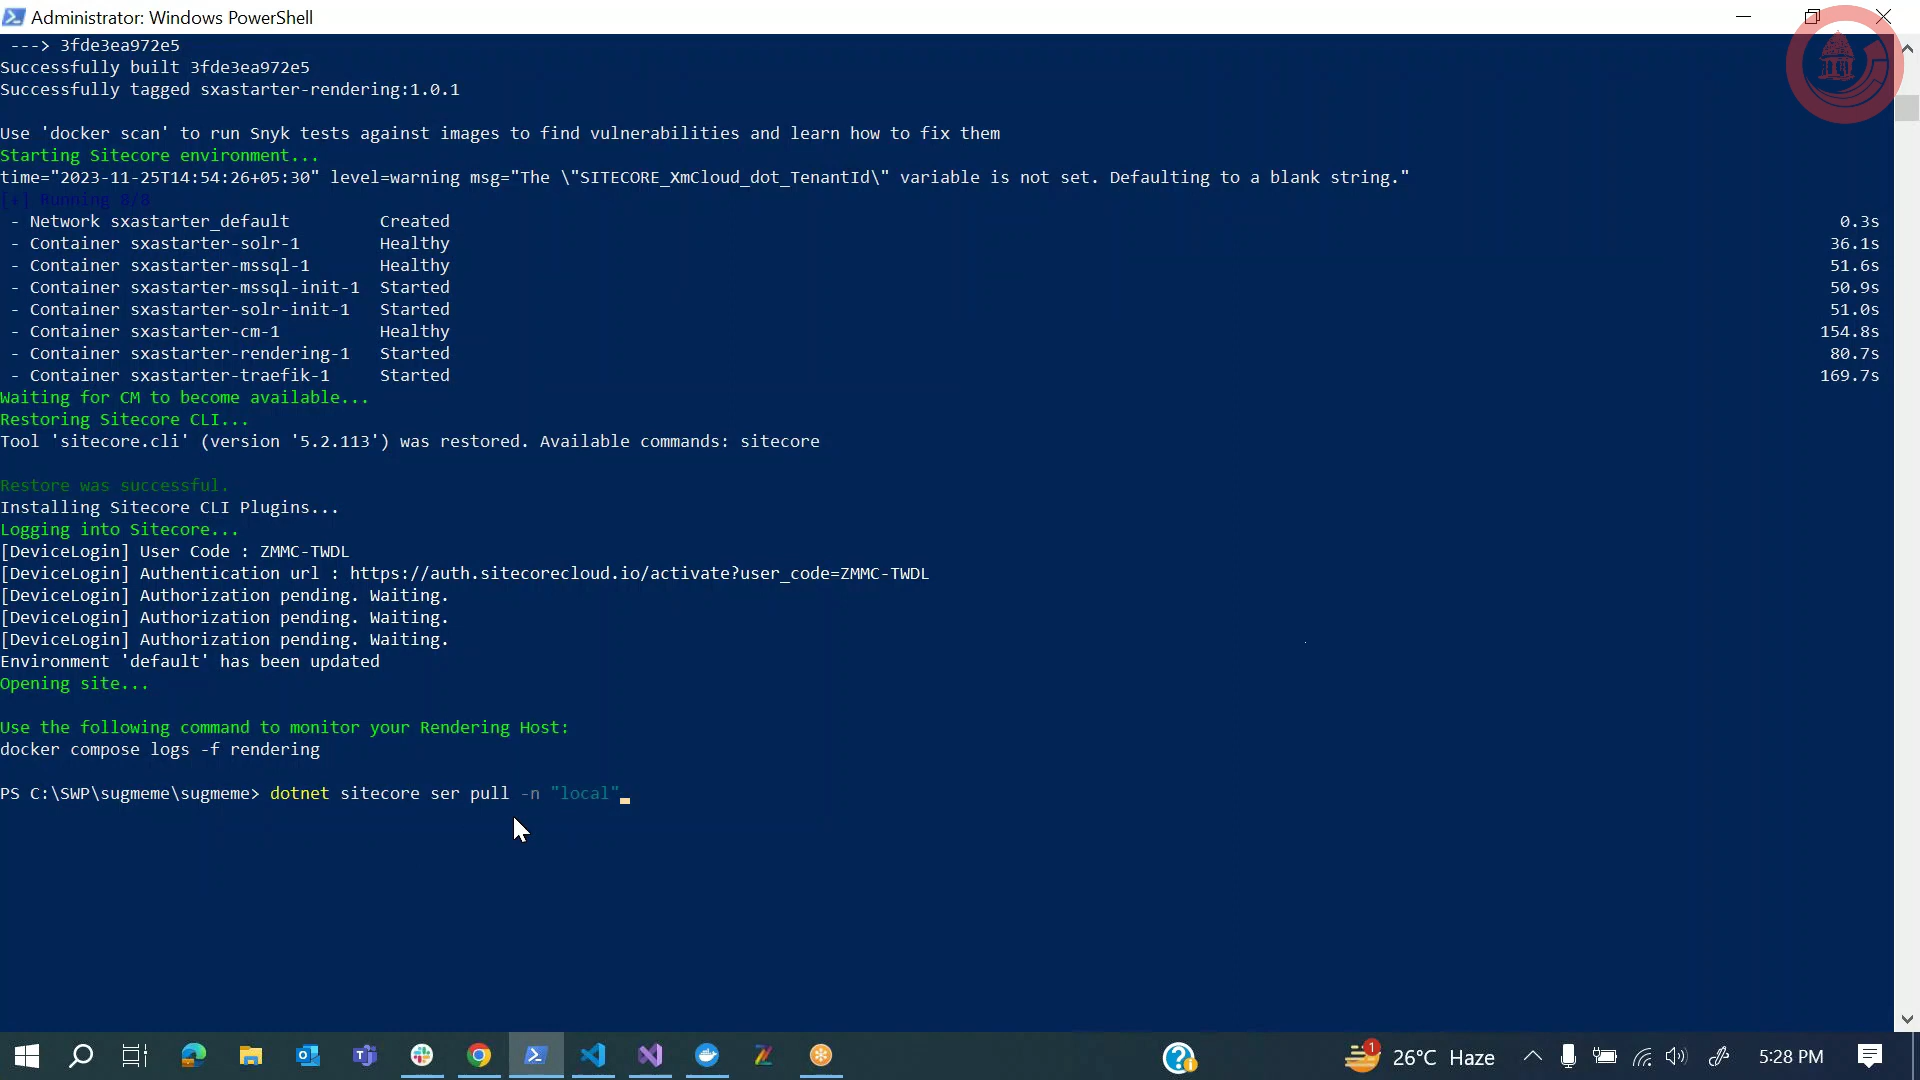 Administrator: Windows PowerShell
---> 3fde3ea972e5
Successfully built 3fde3ea972e5
Successfully tagged sxastarter-rendering:1.0.1
Use 'docker scan' to run Snyk tests against images to find vulnerabilities and learn how to fix them
Starting Sitecore environment...
time="2023-11-25T14:54:26+05:30" level=warning msg="The \"SITECORE_XmCloud_dot_TenantId\" variable is not set. Defaulting to a blank string."
[+] Running 8/8
- Network sxastarter_default Created 0.3s
- Container sxastarter-solr-1 Healthy 36.1s
- Container sxastarter-mssql-1 Healthy 51.6s
- Container sxastarter-mssql-init-1 Started 50.9s
- Container sxastarter-solr-init-1 Started 51.0s
- Container sxastarter-cm-1 Healthy 154.8s
- Container sxastarter-rendering-1 Started 80.7s
- Container sxastarter-traefik-1 Started 169.7s
Waiting for CM to become available...
Restoring Sitecore CLI...
Tool 'sitecore.cli' (version '5.2.113') was restored. Available commands: sitecore
Restore was successful.
Installing Sitecore CLI Plugins...
Logging into Sitecore...
[DeviceLogin] User Code : ZMMC-TWDL
[DeviceLogin] Authentication url : https://auth.sitecorecloud.io/activate?user_code=ZMMC-TWDL
[DeviceLogin] Authorization pending. Waiting.
[DeviceLogin] Authorization pending. Waiting.
[DeviceLogin] Authorization pending. Waiting.
Environment 'default' has been updated
Opening site...
Use the following command to monitor your Rendering Host:
docker compose logs -f rendering
PS C:\SWP\sugmeme\sugmeme> dotnet sitecore ser pull -n "local"
1 26°C Haze 5:28 PM